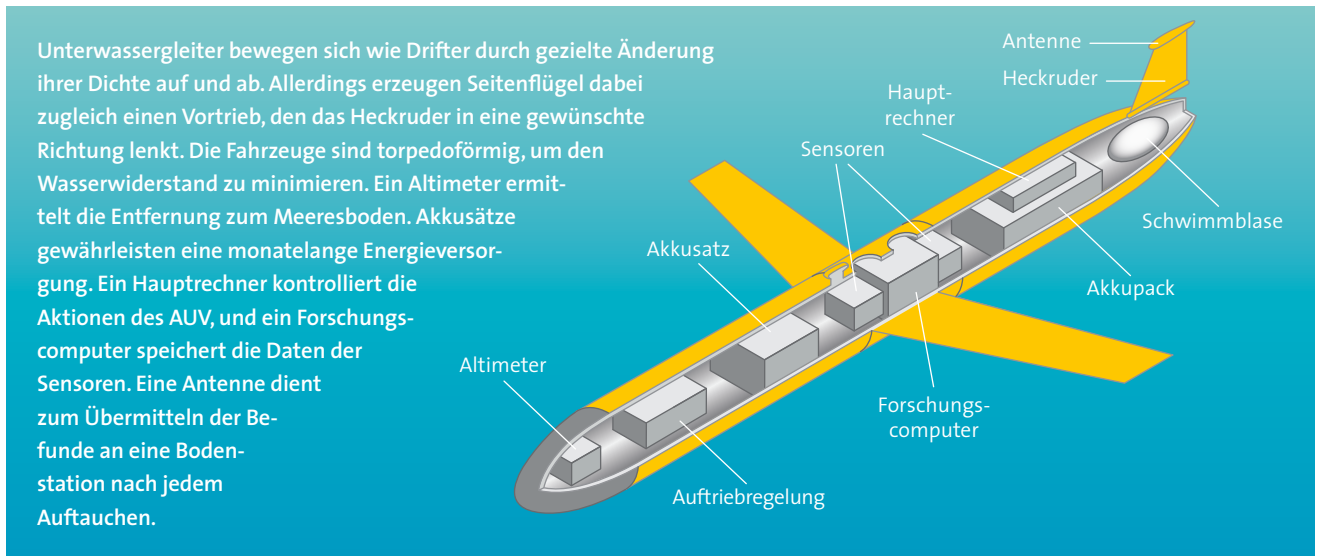 Unterwassergleiter bewegen sich wie Drifter durch gezielte Änderung
ihrer Dichte auf und ab. Allerdings erzeugen Seitenflügel dabei
zugleich einen Vortrieb, den das Heckruder in eine gewünschte
Richtung lenkt. Die Fahrzeuge sind torpedoförmig, um den
Wasserwiderstand zu minimieren. Ein Altimeter ermit-
telt die Entfernung zum Meeresboden. Akkusätze
gewährleisten eine monatelange Energieversor-
gung. Ein Hauptrechner kontrolliert die
Aktionen des AUV, und ein Forschungs-
computer speichert die Daten der
Sensoren. Eine Antenne dient
zum Übermitteln der Be-
funde an eine Boden-
station nach jedem
Auftauchen.
Antenne
Heckruder
Haupt-
rechner
Sensoren
Schwimmblase
Akkusatz
Akkupack
Altimeter
Forschungs-
computer
Auftriebregelung